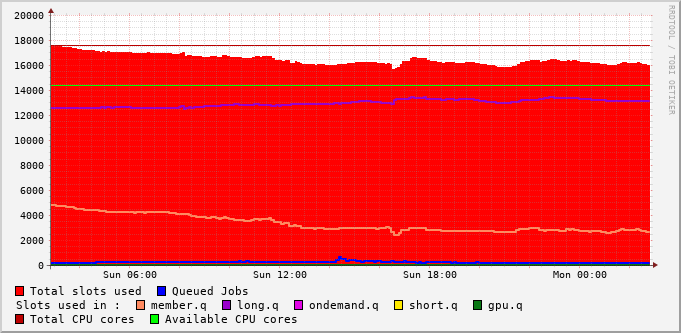 RRDTOOL / TOBI OETIKER
20000
18000
16000
14000
12000
10000
8000
6000
4000
2000
0
Sun 06:00 Sun 12:00 Sun 18:00 Mon 00:00
Total slots used Queued Jobs
Slots used in : member.q long.q ondemand.q short.q gpu.q
Total CPU cores Available CPU cores